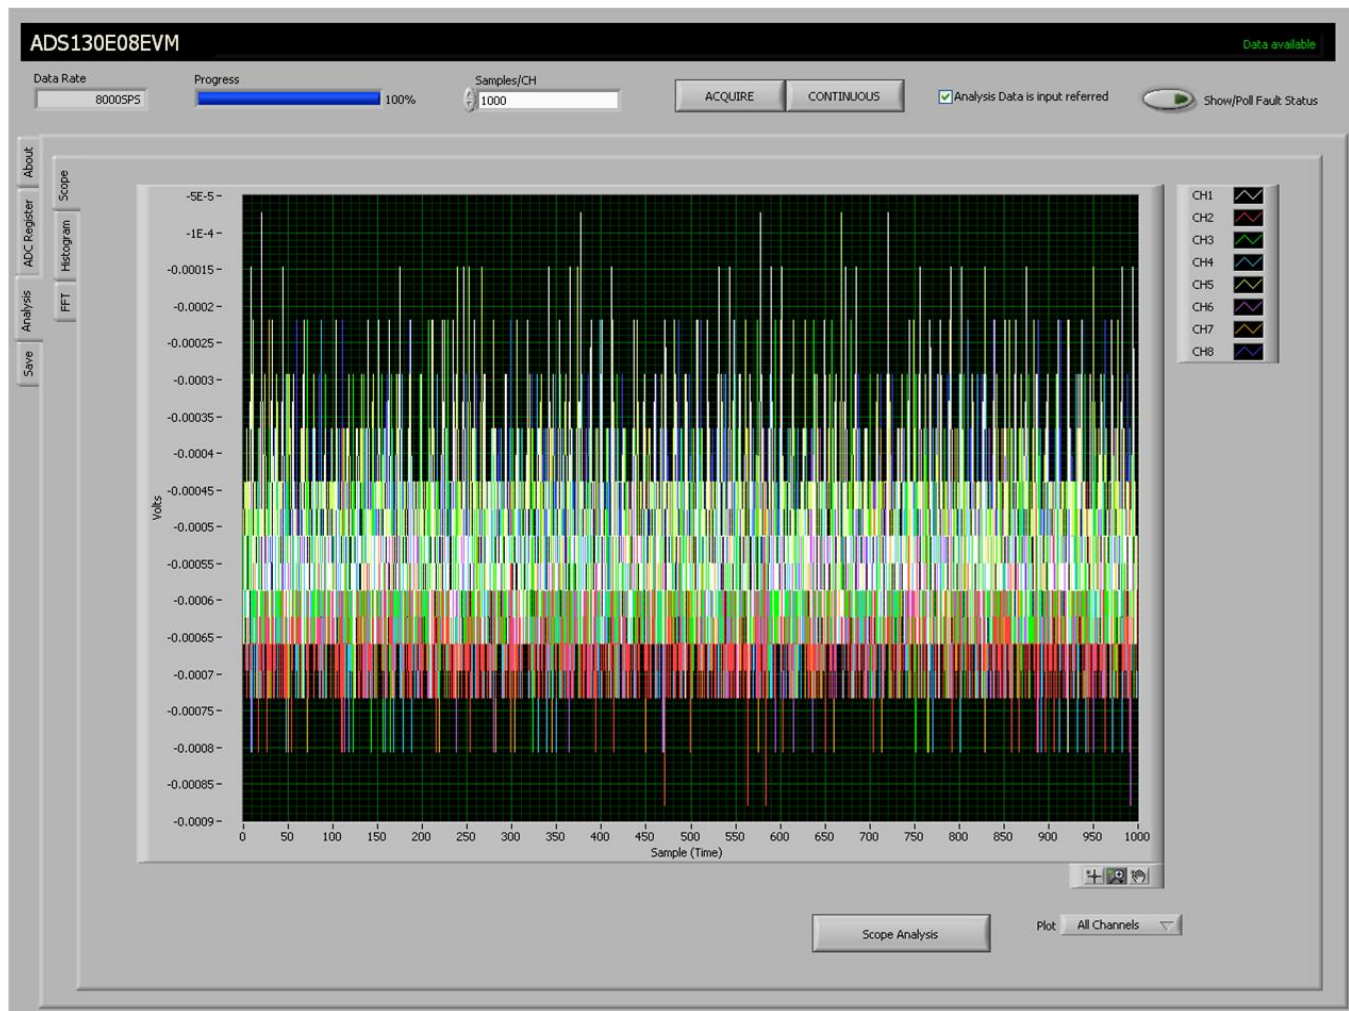 ADS130E08EVM
Data available
Data Rate
8000SPS
Progress
100%
Samples/CH
1000
ACQUIRE
CONTINUOUS
Analysis Data is input referred
Show/Poll Fault Status
About
ADC Register
Analysis
Save
Scope
Histogram
FFT
Volts
-5E-5
-1E-4
-0.00015
-0.0002
-0.00025
-0.0003
-0.00035
-0.0004
-0.00045
-0.0005
-0.00055
-0.0006
-0.00065
-0.0007
-0.00075
-0.0008
-0.00085
-0.0009
0 50 100 150 200 250 300 350 400 450 500 550 600 650 700 750 800 850 900 950 1000
Sample (Time)
CH1
CH2
CH3
CH4
CH5
CH6
CH7
CH8
Scope Analysis
Plot All Channels